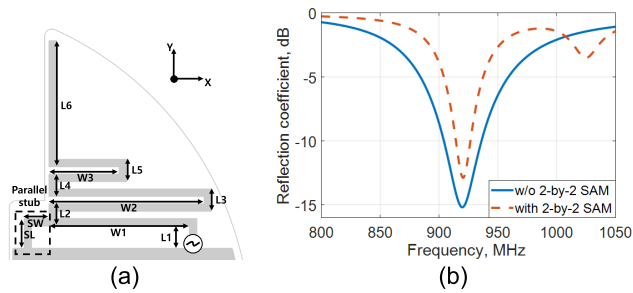 Y
X
L6
W3
L5
L4
Parallel
stub
W2
L3
L2
SW
W1
SL
L1
(a)
Reflection coefficient, dB
0
-5
-10
-15
800
850
900
950
1000
1050
w/o 2-by-2 SAM
with 2-by-2 SAM
Frequency, MHz
(b)